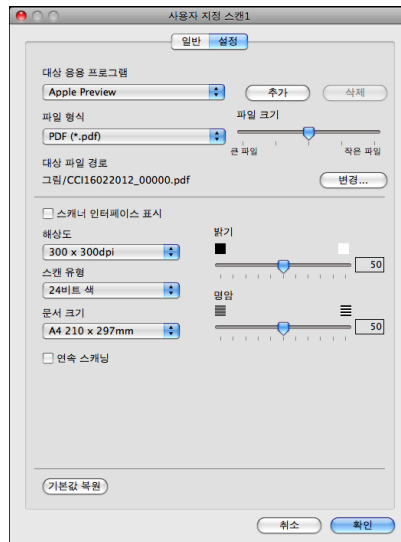 사용자 지정 스캔1
일반 설정
대상 응용 프로그램
Apple Preview 추가 삭제
파일 형식 파일 크기
PDF (*.pdf)
큰 파일 작은 파일
대상 파일 경로
그림/CCI16022012_00000.pdf 변경...
스캐너 인터페이스 표시
해상도 밝기
300 x 300dpi 50
스캔 유형
24비트 색 명암
문서 크기
A4 210 x 297mm 50
연속 스캐닝
기본값 복원
취소 확인